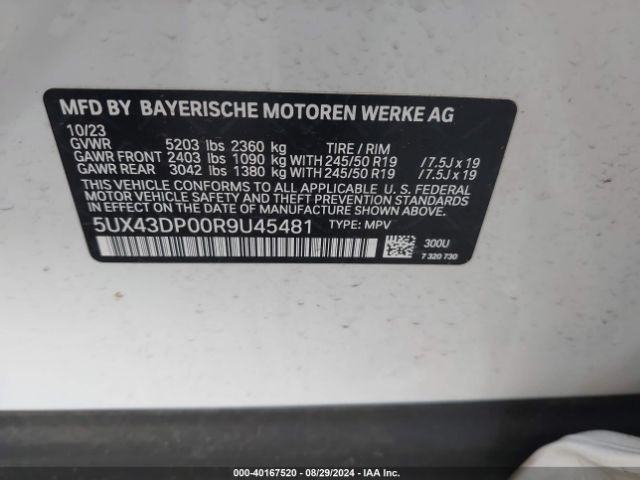 MFD BY BAYERISCHE MOTOREN WERKE AG
10/23
GVWR 5203 lbs 2360 kg TIRE / RIM
GAWR FRONT 2403 lbs 1090 kg WITH 245/50 R19 /7.5J x 19
GAWR REAR 3042 lbs 1380 kg WITH 245/50 R19 /7.5J x 19
THIS VEHICLE CONFORMS TO ALL APPLICABLE U. S. FEDERAL
MOTOR VEHICLE SAFETY AND THEFT PREVENTION STANDARDS
IN EFFECT ON THE DATE OF MANUFACTURE SHOWN ABOVE.
5UX43DP00R9U45481 TYPE: MPV
300U
7 320 730
000-40167520 | 08/29/2024 | IAAI.com